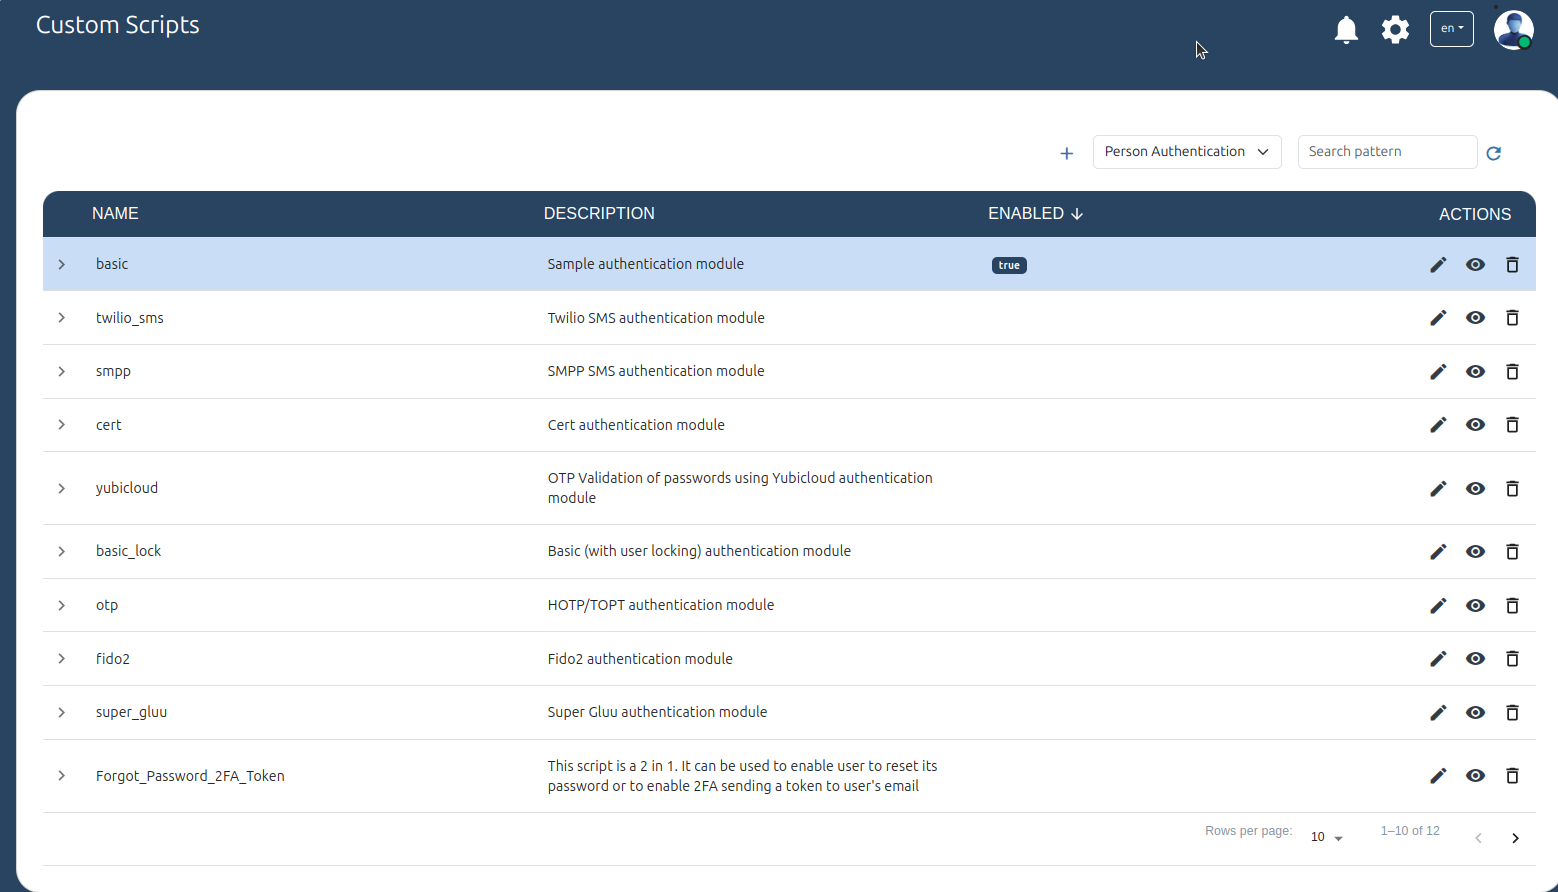 Custom Scripts
en
Person Authentication
Search pattern
NAME DESCRIPTION ENABLED ACTIONS
basic Sample authentication module true
twilio_sms Twilio SMS authentication module
smpp SMPP SMS authentication module
cert Cert authentication module
yubicloud OTP Validation of passwords using Yubicloud authentication
module
basic_lock Basic (with user locking) authentication module
otp HOTP/TOPT authentication module
fido2 Fido2 authentication module
super_gluu Super Gluu authentication module
Forgot_Password_2FA_Token This script is a 2 in 1. It can be used to enable user to reset its
password or to enable 2FA sending a token to user's email
Rows per page: 10 1–10 of 12